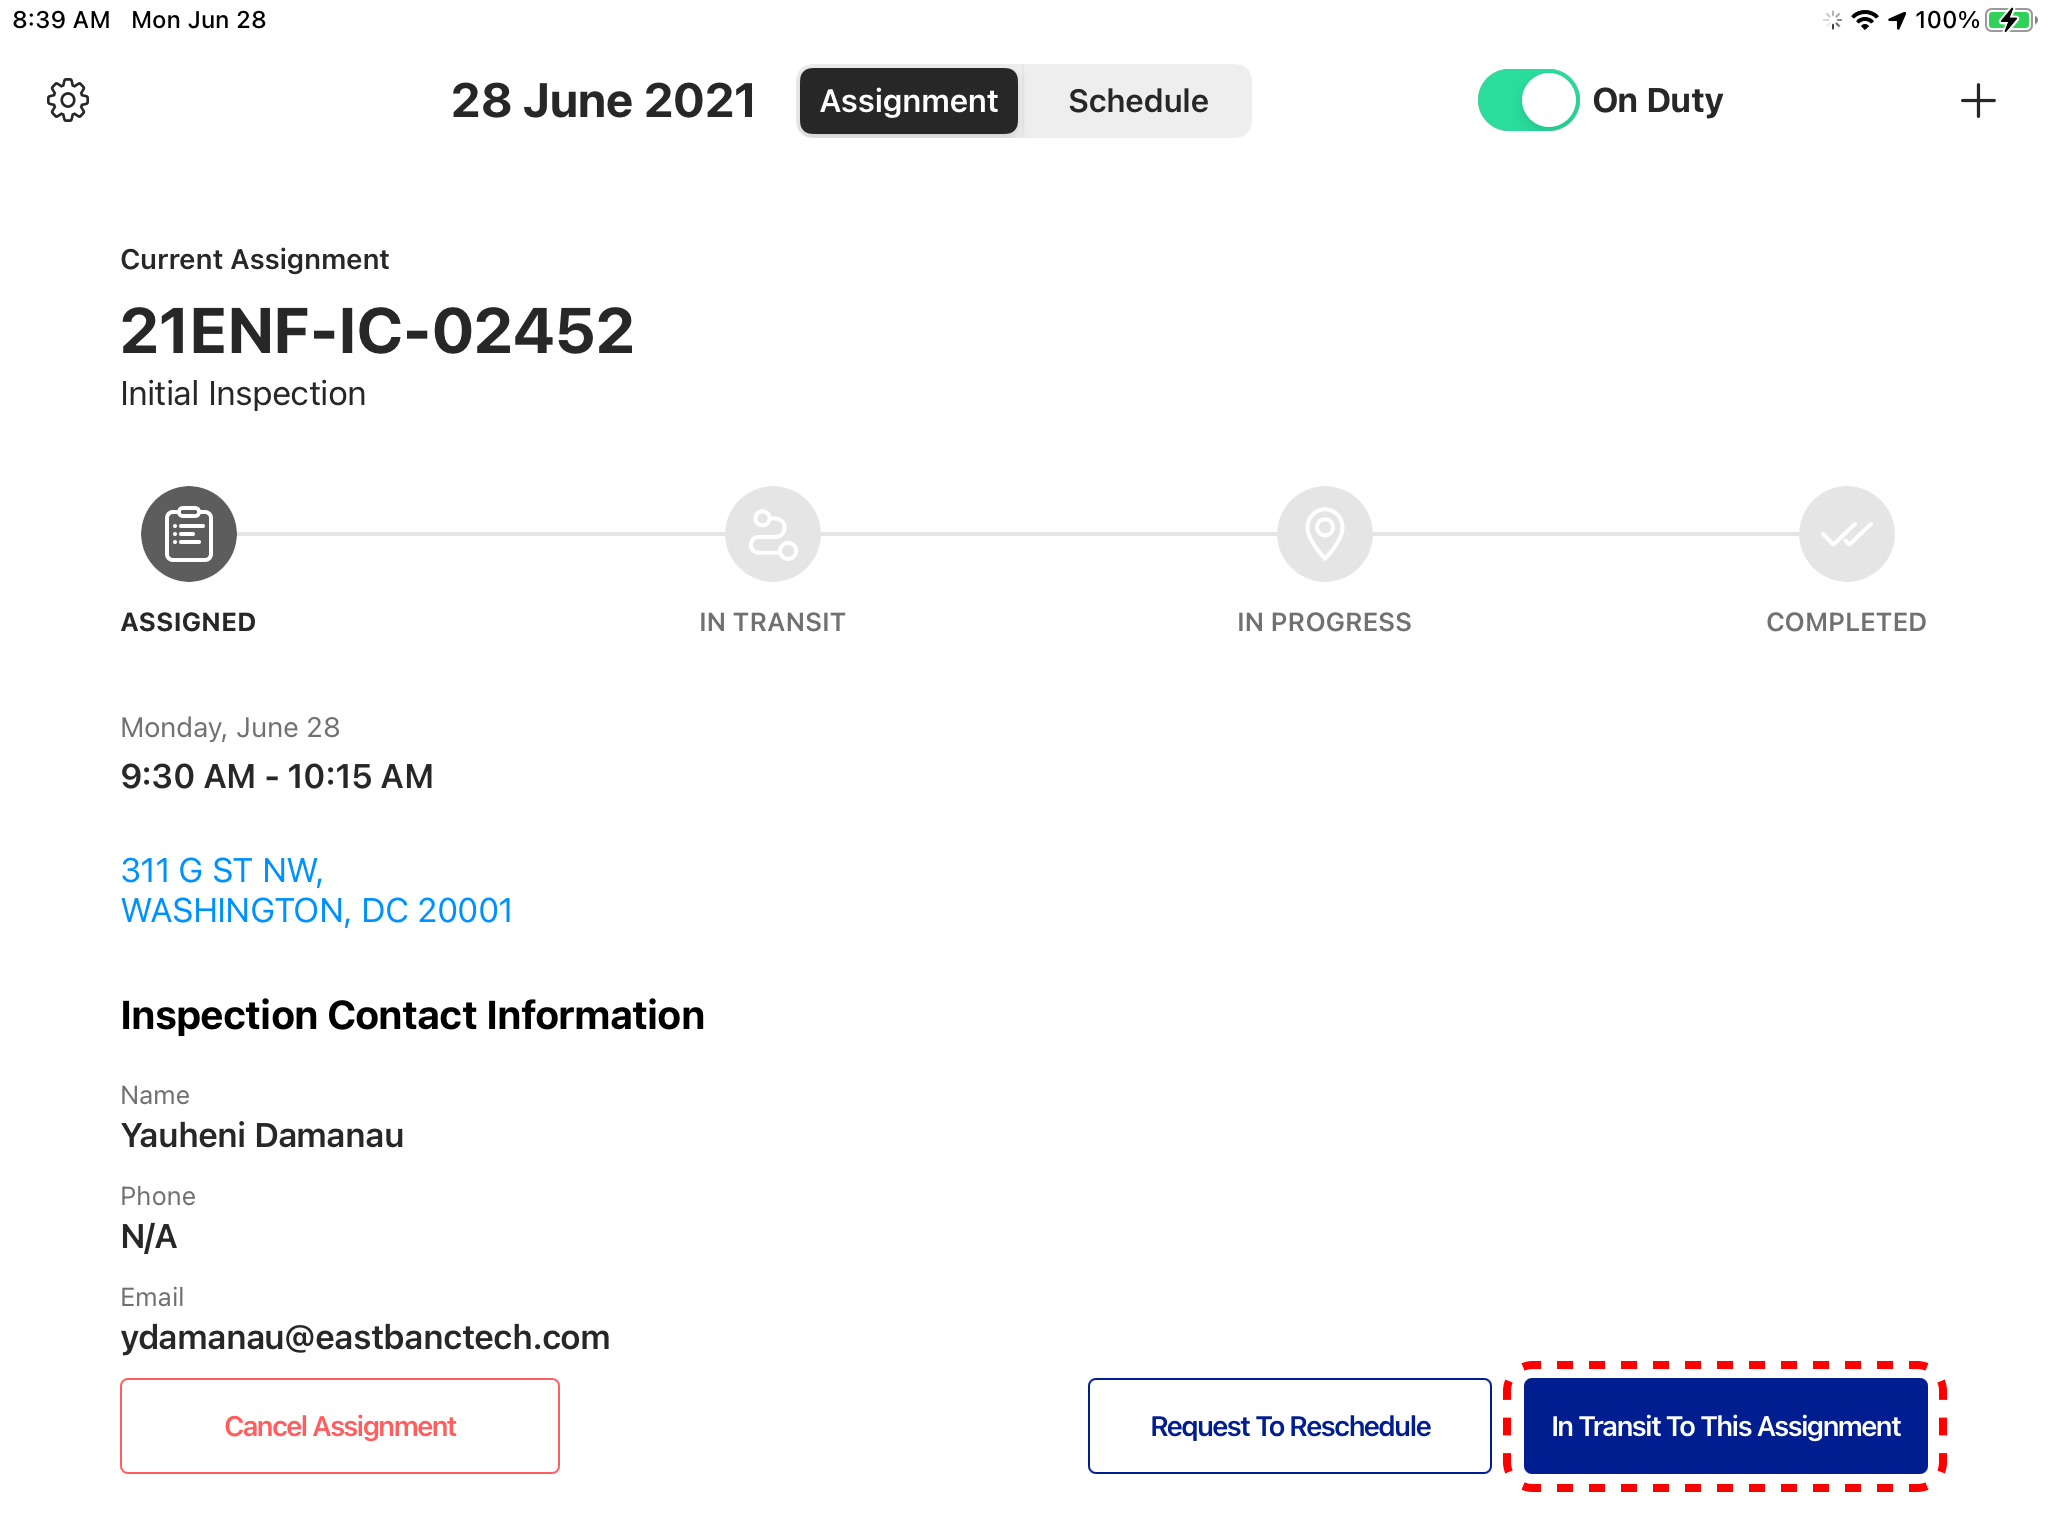 8:39 AM Mon Jun 28
100%
28 June 2021
Assignment
Schedule
On Duty
Current Assignment
21ENF-IC-02452
Initial Inspection
ASSIGNED
IN TRANSIT
IN PROGRESS
COMPLETED
Monday, June 28
9:30 AM - 10:15 AM
311 G ST NW,
WASHINGTON, DC 20001
Inspection Contact Information
Name
Yauheni Damanau
Phone
N/A
Email
ydamanau@eastbanctech.com
Cancel Assignment
Request To Reschedule
In Transit To This Assignment